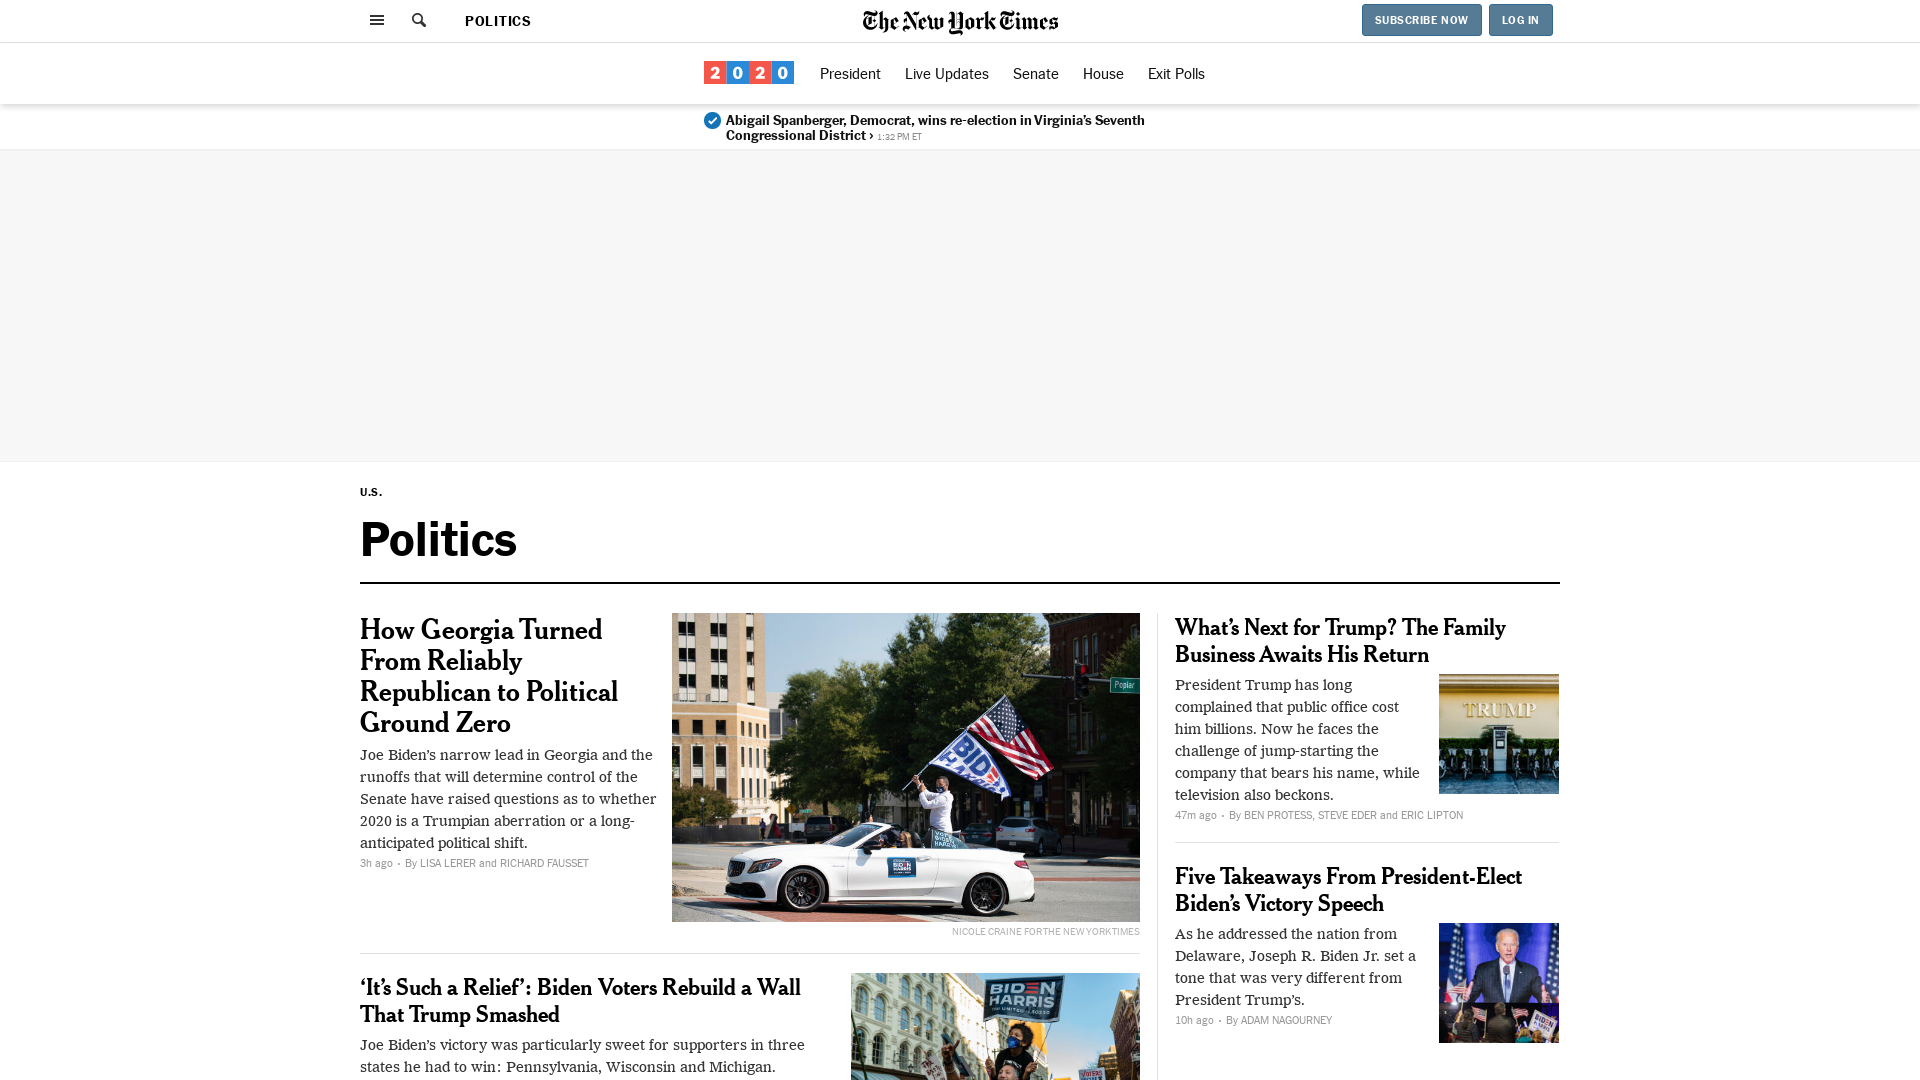 POLITICS
The New York Times
SUBSCRIBE NOW
LOG IN
2020
President
Live Updates
Senate
House
Exit Polls
Abigail Spanberger, Democrat, wins re-election in Virginia’s Seventh
Congressional District › 1:32 PM ET
U.S.
Politics
How Georgia Turned
From Reliably
Republican to Political
Ground Zero
Joe Biden’s narrow lead in Georgia and the
runoffs that will determine control of the
Senate have raised questions as to whether
2020 is a Trumpian aberration or a long-
anticipated political shift.
3h ago • By LISA LERER and RICHARD FAUSSET
Poplar
NICOLE CRAINE FOR THE NEW YORK TIMES
‘It’s Such a Relief’: Biden Voters Rebuild a Wall
That Trump Smashed
Joe Biden’s victory was particularly sweet for supporters in three
states he had to win: Pennsylvania, Wisconsin and Michigan.
BIDEN
HARRIS
What’s Next for Trump? The Family
Business Awaits His Return
President Trump has long
complained that public office cost
him billions. Now he faces the
challenge of jump-starting the
company that bears his name, while
television also beckons.
TRUMP
47m ago • By BEN PROTESS, STEVE EDER and ERIC LIPTON
Five Takeaways From President-Elect
Biden’s Victory Speech
As he addressed the nation from
Delaware, Joseph R. Biden Jr. set a
tone that was very different from
President Trump’s.
10h ago • By ADAM NAGOURNEY